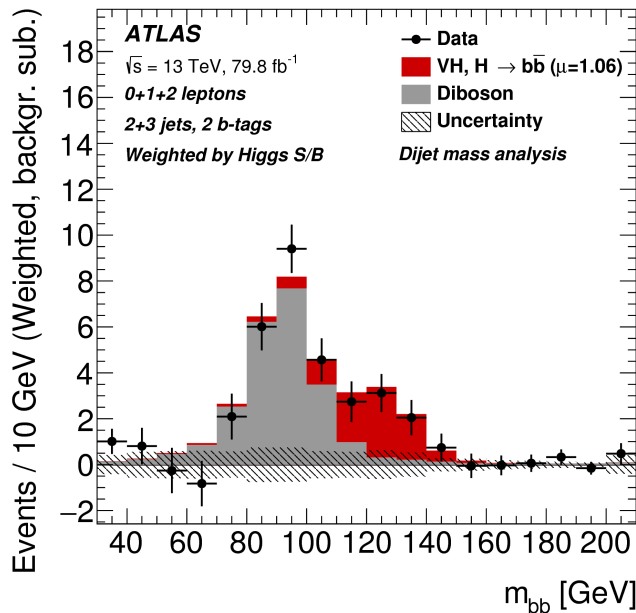 ATLAS
√s = 13 TeV, 79.8 fb⁻¹
0+1+2 leptons
2+3 jets, 2 b-tags
Weighted by Higgs S/B
Data
VH, H → bb̅ (μ=1.06)
Diboson
Uncertainty
Dijet mass analysis
Events / 10 GeV (Weighted, backgr. sub.)
18
16
14
12
10
8
6
4
2
0
−2
40 60 80 100 120 140 160 180 200
m_bb [GeV]